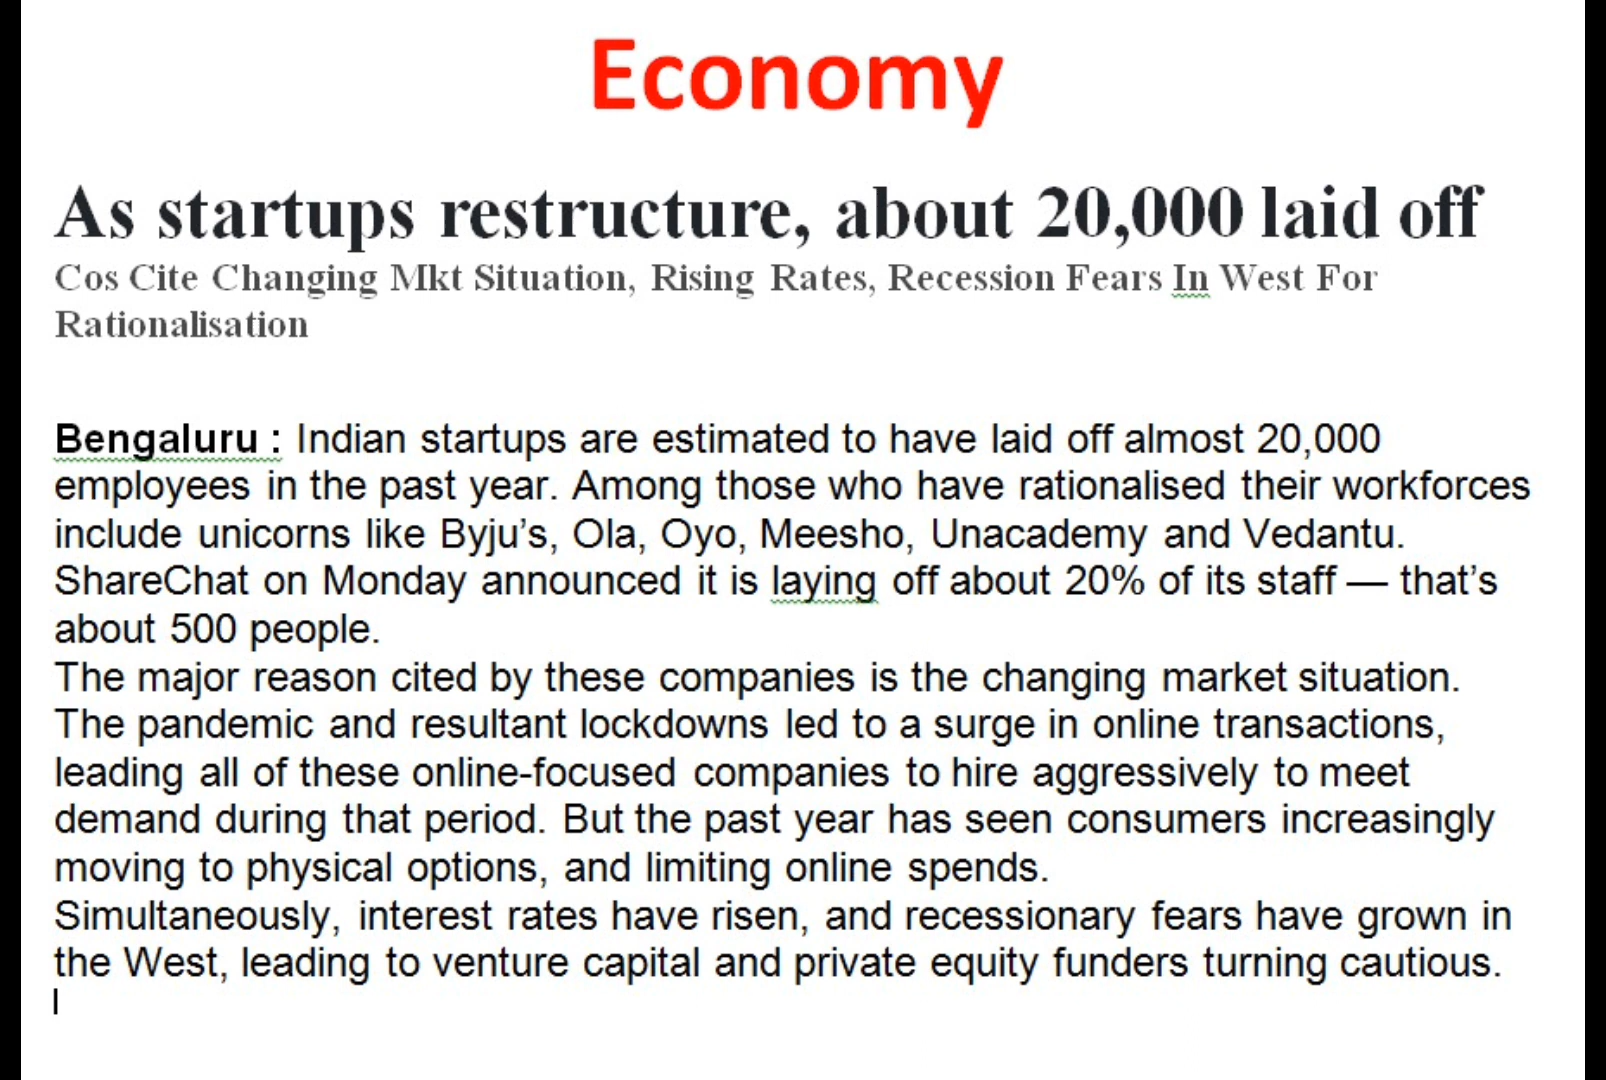 Economy
As startups restructure, about 20,000 laid off
Cos Cite Changing Mkt Situation, Rising Rates, Recession Fears In West For
Rationalisation
Bengaluru : Indian startups are estimated to have laid off almost 20,000
employees in the past year. Among those who have rationalised their workforces
include unicorns like Byju’s, Ola, Oyo, Meesho, Unacademy and Vedantu.
ShareChat on Monday announced it is laying off about 20% of its staff — that’s
about 500 people.
The major reason cited by these companies is the changing market situation.
The pandemic and resultant lockdowns led to a surge in online transactions,
leading all of these online-focused companies to hire aggressively to meet
demand during that period. But the past year has seen consumers increasingly
moving to physical options, and limiting online spends.
Simultaneously, interest rates have risen, and recessionary fears have grown in
the West, leading to venture capital and private equity funders turning cautious.